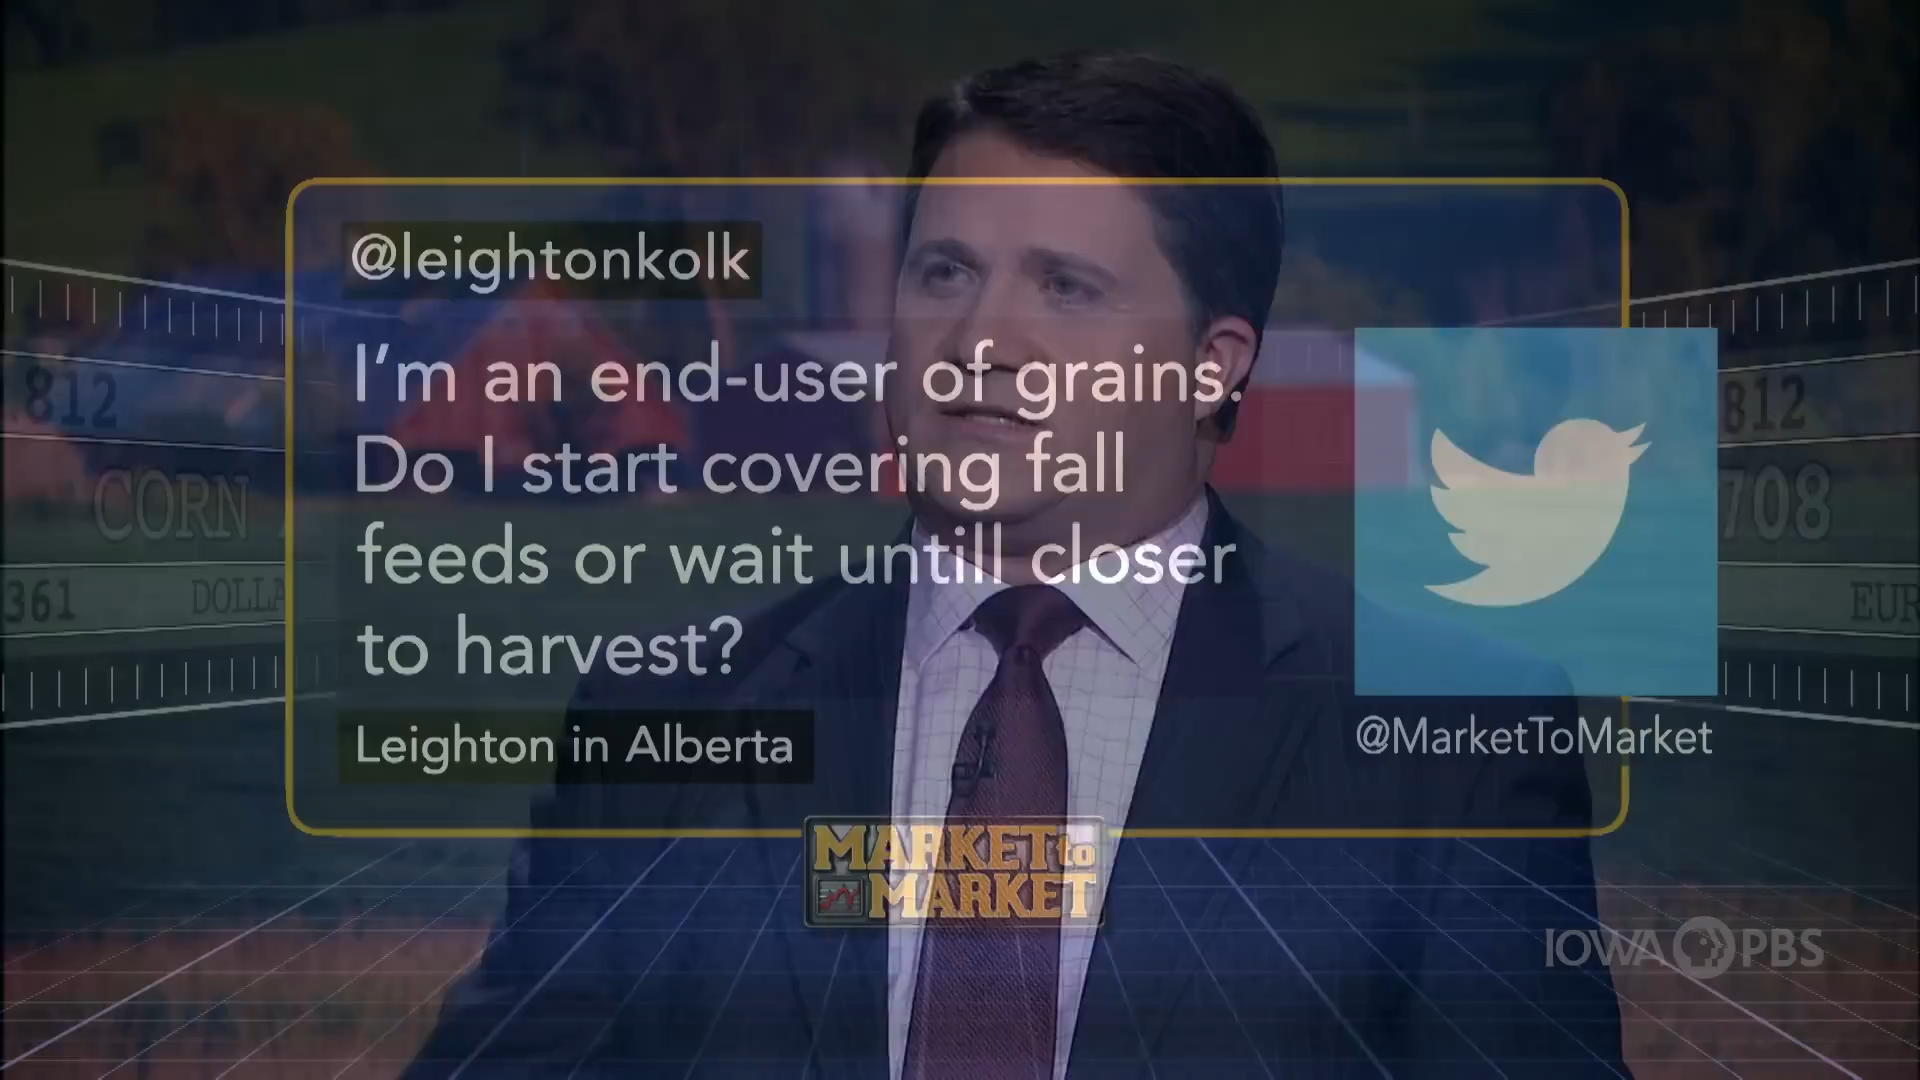 @leightonkolk
I'm an end-user of grains.
Do I start covering fall
feeds or wait until closer
to harvest?
Leighton in Alberta
@MarketToMarket
MARKET to
MARKET
IOWA PBS
.812
CORN
361
DOLLA
812
708
EUR